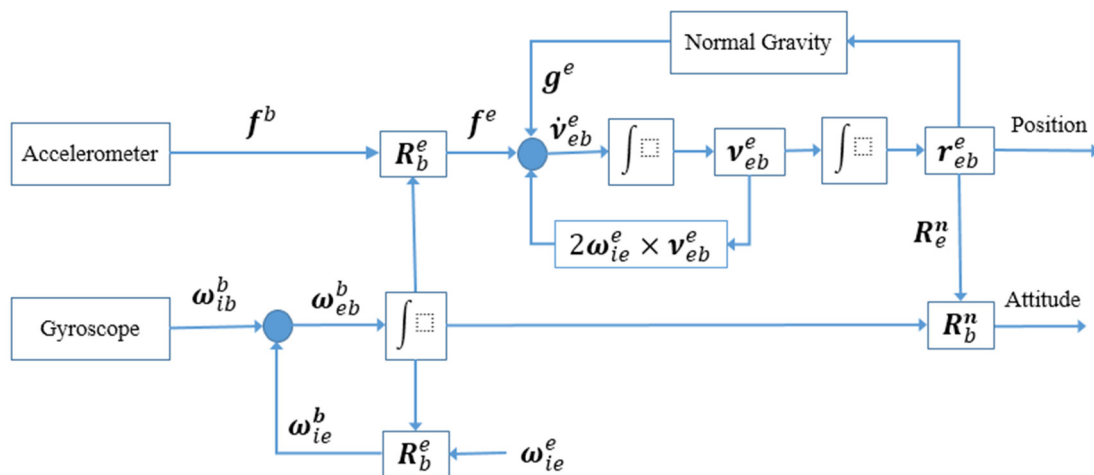 Normal Gravity
g^e
Accelerometer
f^b
R_b^e
f^e
v̇_eb^e
∫
v_eb^e
∫
r_eb^e
Position
2ω_ie^e × v_eb^e
R_e^n
Gyroscope
ω_ib^b
ω_eb^b
∫
R_b^n
Attitude
ω_ie^b
R_b^e
ω_ie^e